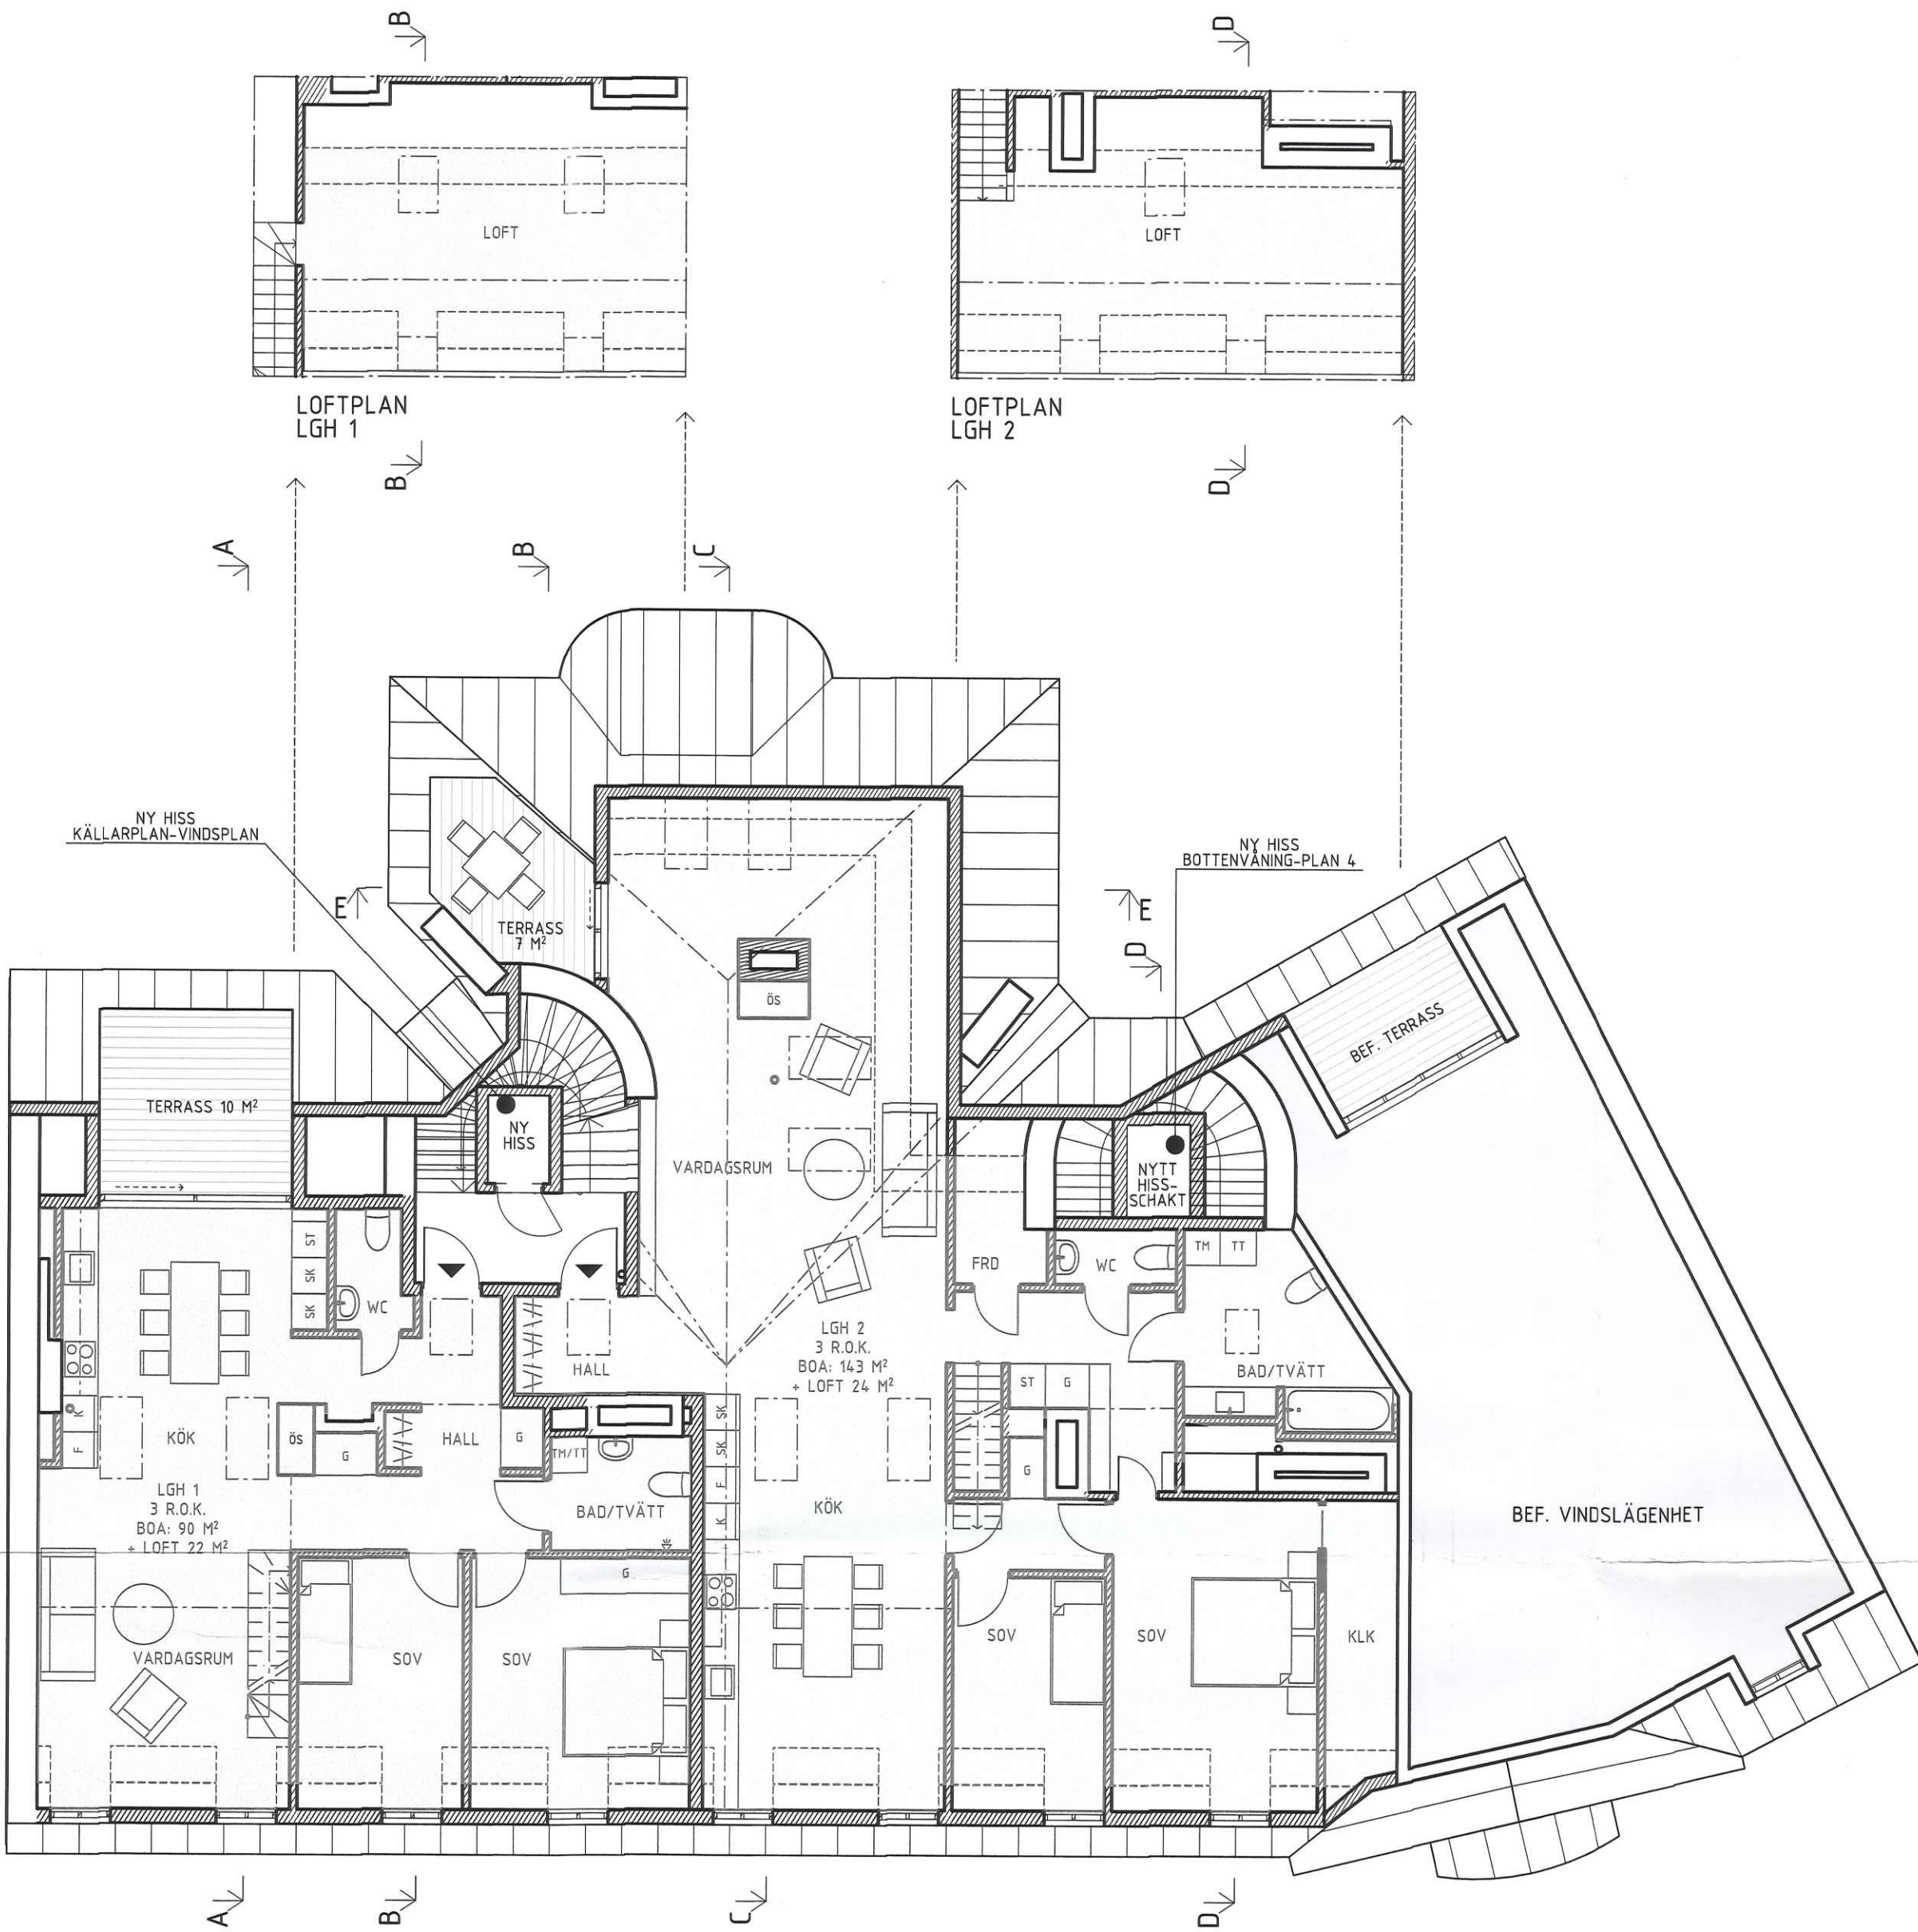 B
D
LOFT
LOFT
LOFTPLAN
LGH 1
LOFTPLAN
LGH 2
B
D
A
B
C
NY HISS
KÄLLARPLAN-VINDSPLAN
NY HISS
BOTTENVÅNING-PLAN 4
E
TERRASS
7 M²
E
D
ÖS
BEF. TERRASS
TERRASS 10 M²
NY
HISS
VARDAGSRUM
NYTT
HISS-
SCHAKT
ST
SK
SK
WC
FRD
WC
TM
TT
HALL
LGH 2
3 R.O.K.
BOA: 143 M²
+ LOFT 24 M²
BAD/TVÄTT
ST
G
K
F
KÖK
ÖS
G
HALL
G
TM/TT
SK
SK
F
K
KÖK
G
LGH 1
3 R.O.K.
BOA: 90 M²
+ LOFT 22 M²
BAD/TVÄTT
BEF. VINDSLÄGENHET
G
VARDAGSRUM
SOV
SOV
SOV
SOV
KLK
A
B
C
D